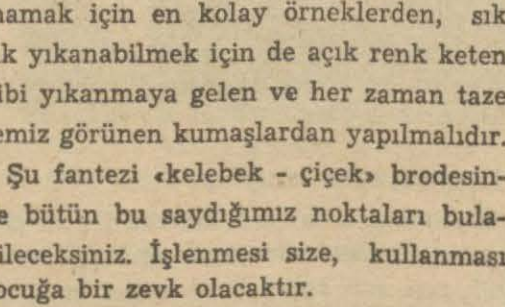 namak için en kolay örneklerden, sık
k yıkanabilmek için de açık renk keten
ibi yıkanmaya gelen ve her zaman taze
emiz görünen kumaşlardan yapılmalıdır.
Şu fantezi «kelebek - çiçek» brodesin-
e bütün bu saydığımız noktaları bula-
ileceksiniz. İşlenmesi size, kullanması
ocuğa bir zevk olacaktır.